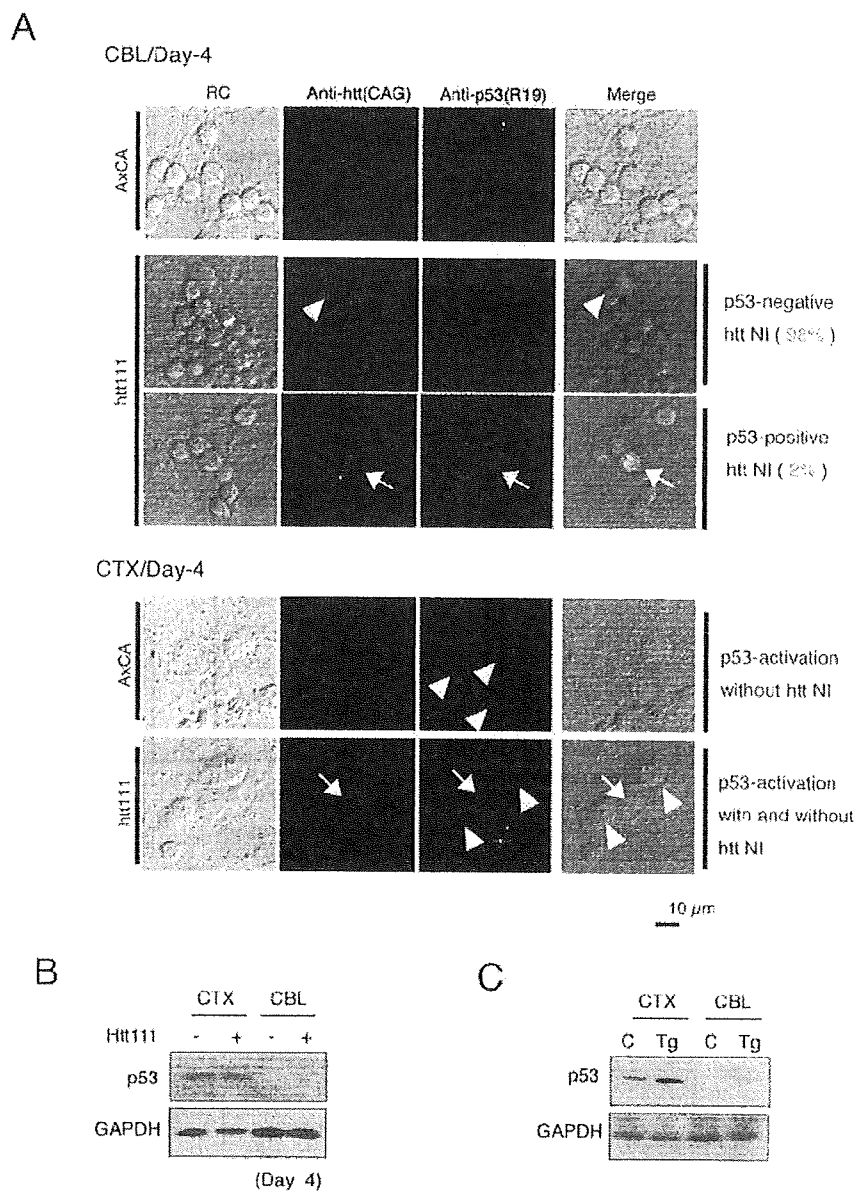 A
CBL/Day-4
RC Anti-htt(CAG) Anti-p53(R19) Merge
AxCA
htt111
p53-negative
htt NI ( 98% )
p53-positive
htt NI ( 2% )
CTX/Day-4
AxCA
htt111
p53-activation
without htt NI
p53-activation
with and without
htt NI
10 µm
B
CTX CBL
Htt111 - + - +
p53
GAPDH
(Day 4)
C
CTX CBL
C Tg C Tg
p53
GAPDH